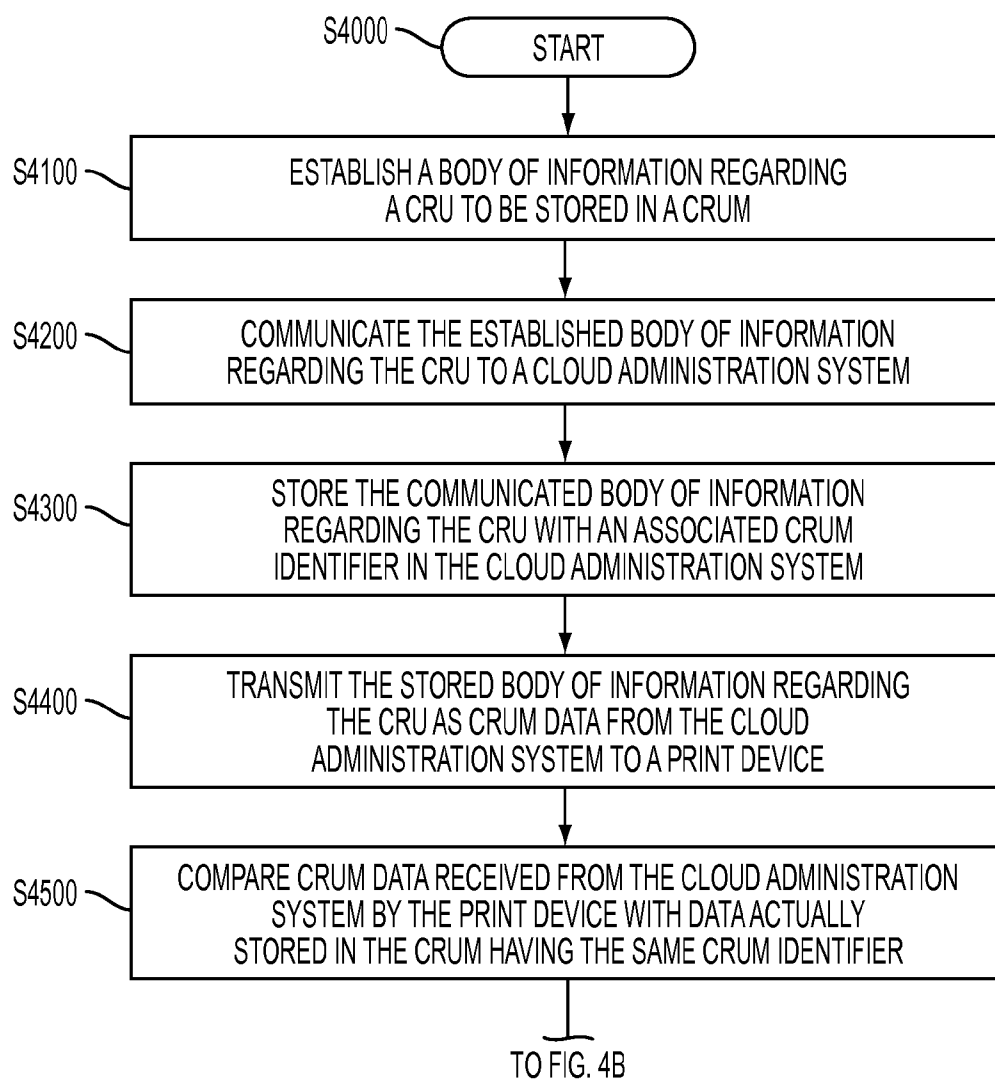 S4000
START
S4100
ESTABLISH A BODY OF INFORMATION REGARDING
A CRU TO BE STORED IN A CRUM
S4200
COMMUNICATE THE ESTABLISHED BODY OF INFORMATION
REGARDING THE CRU TO A CLOUD ADMINISTRATION SYSTEM
S4300
STORE THE COMMUNICATED BODY OF INFORMATION
REGARDING THE CRU WITH AN ASSOCIATED CRUM
IDENTIFIER IN THE CLOUD ADMINISTRATION SYSTEM
S4400
TRANSMIT THE STORED BODY OF INFORMATION REGARDING
THE CRU AS CRUM DATA FROM THE CLOUD
ADMINISTRATION SYSTEM TO A PRINT DEVICE
S4500
COMPARE CRUM DATA RECEIVED FROM THE CLOUD ADMINISTRATION
SYSTEM BY THE PRINT DEVICE WITH DATA ACTUALLY
STORED IN THE CRUM HAVING THE SAME CRUM IDENTIFIER
TO FIG. 4B